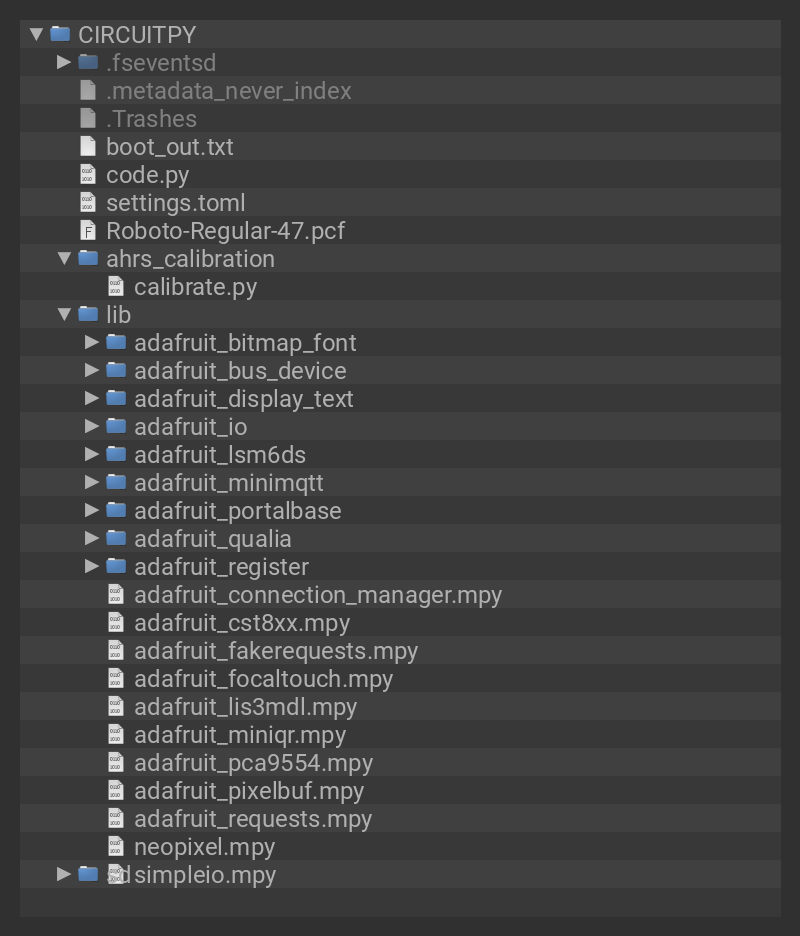 CIRCUITPY
.fseventsd
.metadata_never_index
.Trashes
boot_out.txt
code.py
settings.toml
Roboto-Regular-47.pcf
ahrs_calibration
calibrate.py
lib
adafruit_bitmap_font
adafruit_bus_device
adafruit_display_text
adafruit_io
adafruit_lsm6ds
adafruit_minimqtt
adafruit_portalbase
adafruit_qualia
adafruit_register
adafruit_connection_manager.mpy
adafruit_cst8xx.mpy
adafruit_fakerequests.mpy
adafruit_focaltouch.mpy
adafruit_lis3mdl.mpy
adafruit_miniqr.mpy
adafruit_pca9554.mpy
adafruit_pixelbuf.mpy
adafruit_requests.mpy
neopixel.mpy
sd simpleio.mpy